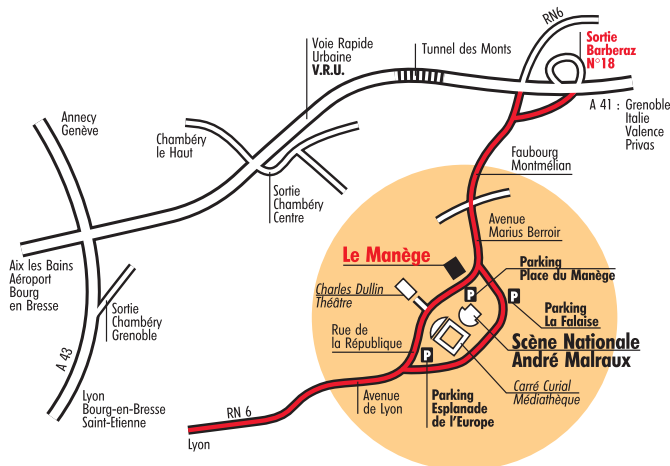 RN6
Sortie
Barberaz
N°18
Voie Rapide
Urbaine
V.R.U.
Tunnel des Monts
A 41 : Grenoble
Italie
Valence
Privas
Annecy
Genève
Chambéry
le Haut
Faubourg
Montmélian
Sortie
Chambéry
Centre
Avenue
Marius Berroir
Aix les Bains
Aéroport
Bourg
en Bresse
Le Manège
Parking
Place du Manège
Charles Dullin
Théâtre
P
P
Parking
La Falaise
Sortie
Chambéry
Grenoble
Rue de
la République
Scène Nationale
André Malraux
P
A 43
Carré Curial
Médiathèque
Lyon
Bourg-en-Bresse
Saint-Etienne
RN 6
Avenue
de Lyon
Parking
Esplanade
de l'Europe
Lyon